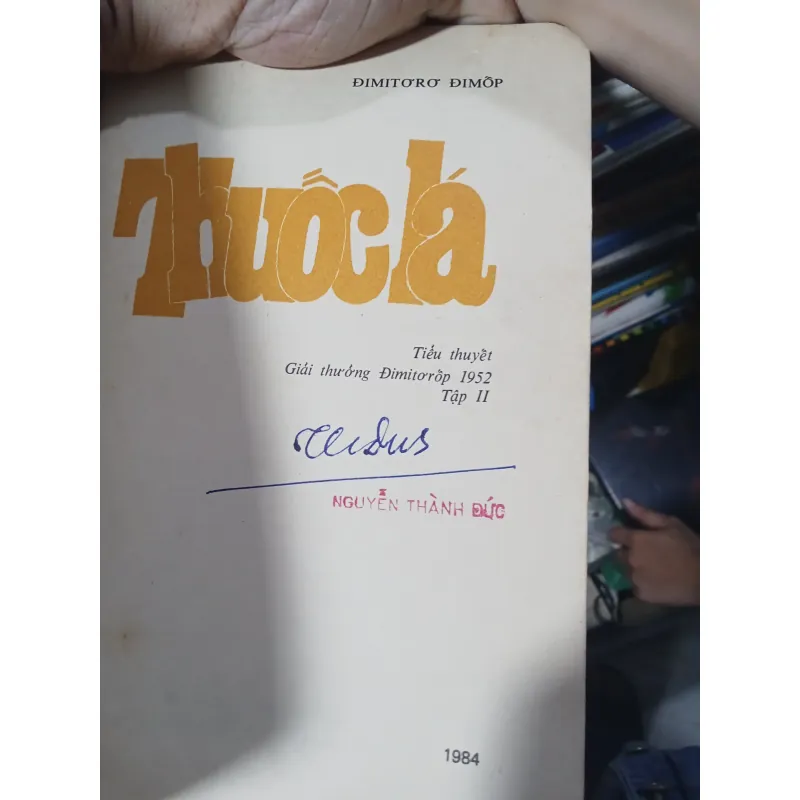 ĐIMITƠRƠ ĐIMỐP
Thuốc lá
Tiểu thuyết
Giải thưởng Đimitơrốp 1952
Tập II
NGUYỄN THÀNH ĐỨC
1984